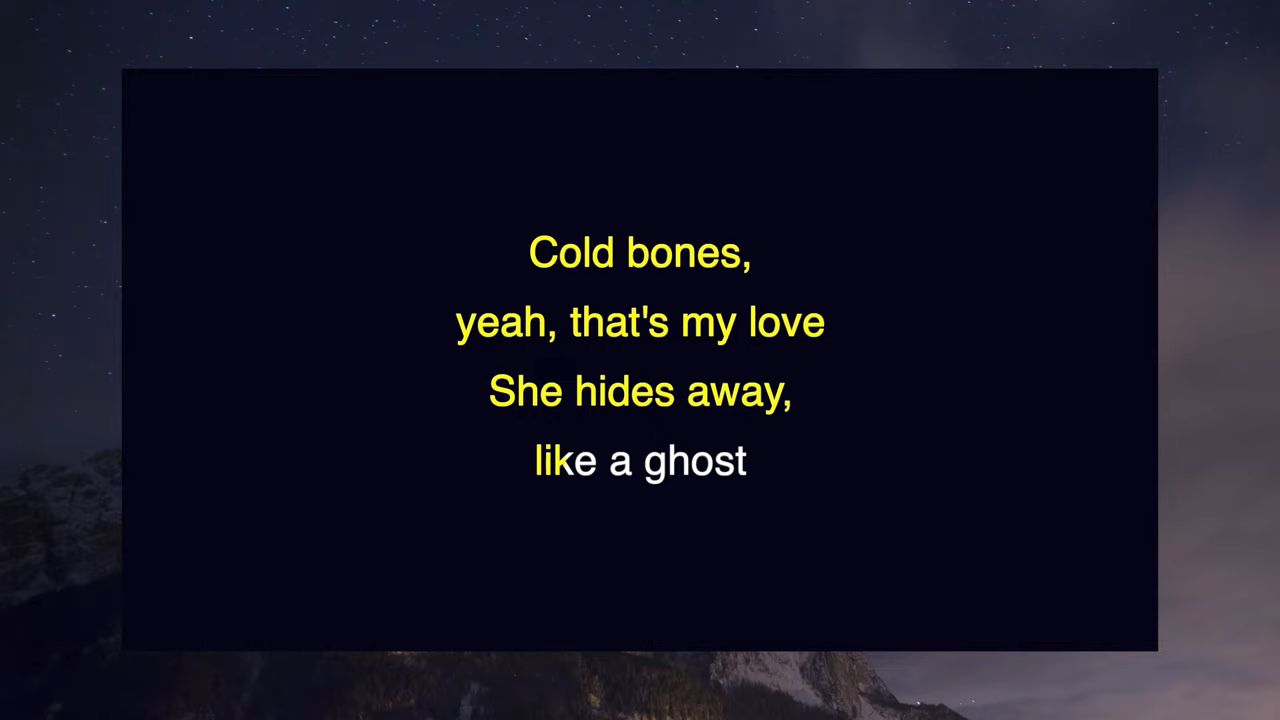 Cold bones,
yeah, that's my love
She hides away,
like a ghost